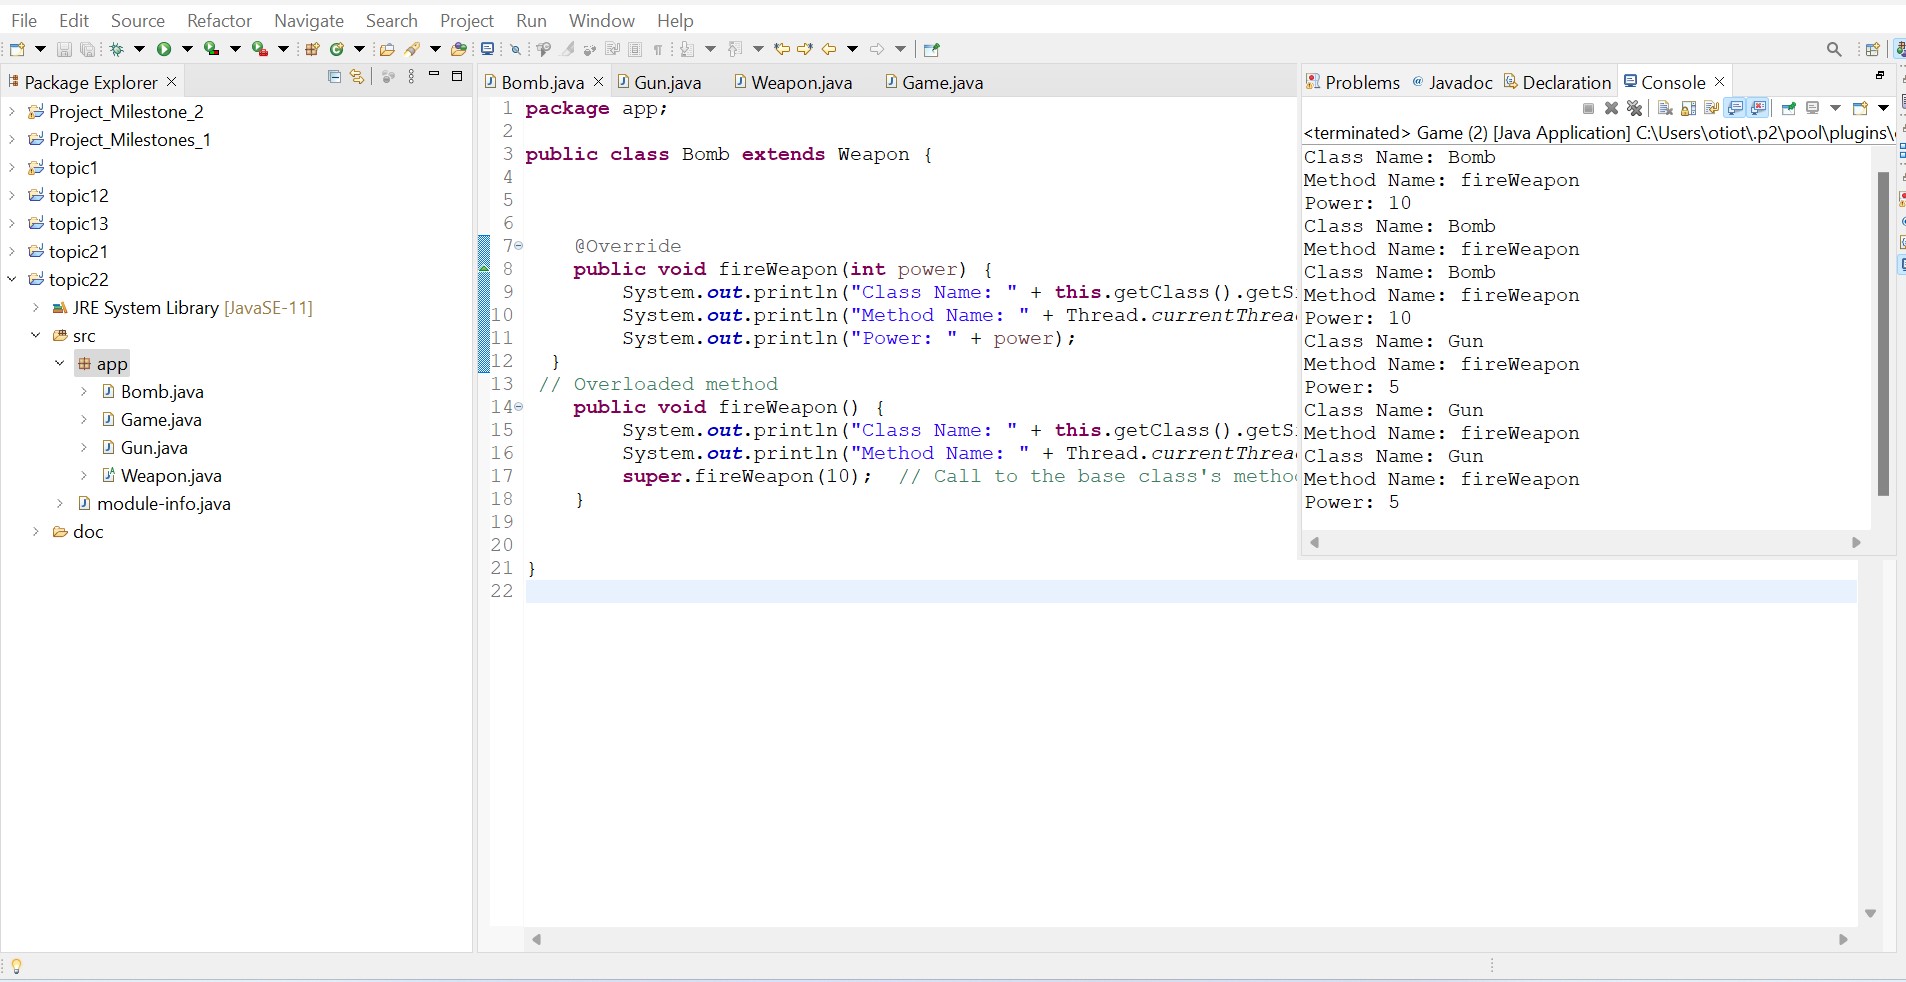 File Edit Source Refactor Navigate Search Project Run Window Help
Package Explorer
Project_Milestone_2
Project_Milestones_1
topic1
topic12
topic13
topic21
topic22
JRE System Library [JavaSE-11]
src
app
Bomb.java
Game.java
Gun.java
Weapon.java
module-info.java
doc
Bomb.java Gun.java Weapon.java Game.java
1 package app;
2
3 public class Bomb extends Weapon {
4
5
6
7 @Override
8 public void fireWeapon(int power) {
9 System.out.println("Class Name: " + this.getClass().getSi
10 System.out.println("Method Name: " + Thread.currentThrea
11 System.out.println("Power: " + power);
12 }
13 // Overloaded method
14 public void fireWeapon() {
15 System.out.println("Class Name: " + this.getClass().getSi
16 System.out.println("Method Name: " + Thread.currentThrea
17 super.fireWeapon(10); // Call to the base class's metho
18 }
19
20
21 }
22
Problems Javadoc Declaration Console
<terminated> Game (2) [Java Application] C:\Users\otiot\.p2\pool\plugins\
Class Name: Bomb
Method Name: fireWeapon
Power: 10
Class Name: Bomb
Method Name: fireWeapon
Class Name: Bomb
Method Name: fireWeapon
Power: 10
Class Name: Gun
Method Name: fireWeapon
Power: 5
Class Name: Gun
Method Name: fireWeapon
Class Name: Gun
Method Name: fireWeapon
Power: 5